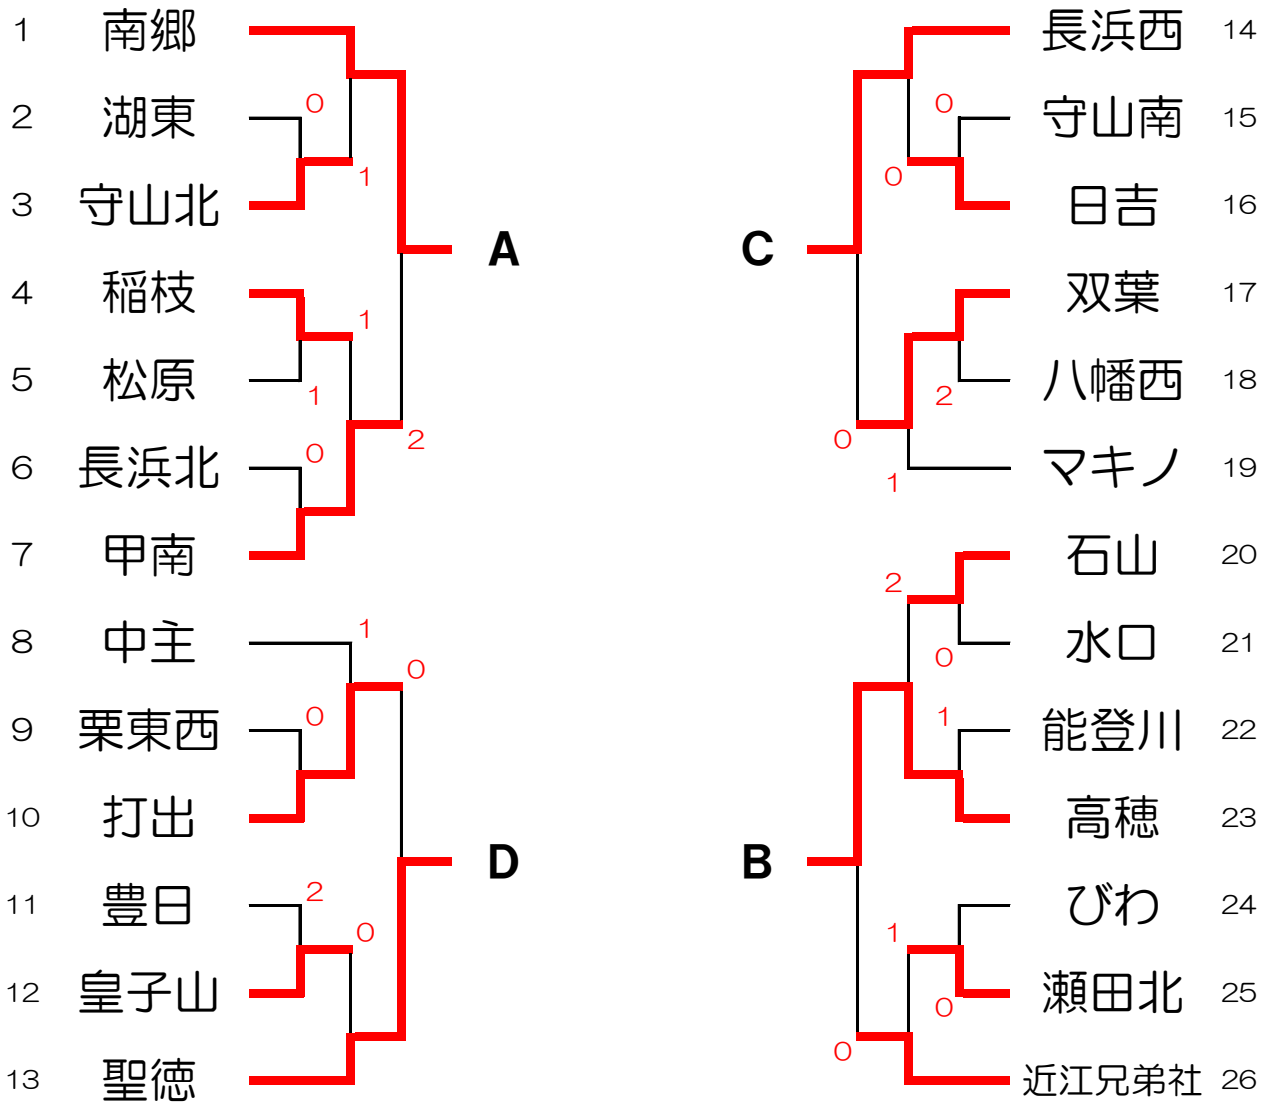 1 南郷
2 湖東
0
3 守山北
1
A
4 稲枝
1
5 松原
1
6 長浜北
0
2
7 甲南
8 中主
1
0
9 栗東西
0
10 打出
D
11 豊日
2
0
12 皇子山
13 聖徳
長浜西 14
0
守山南 15
0
日吉 16
C
双葉 17
八幡西 18
2
0
マキノ 19
1
石山 20
2
水口 21
0
能登川 22
1
高穂 23
B
びわ 24
1
瀬田北 25
0
0
近江兄弟社 26